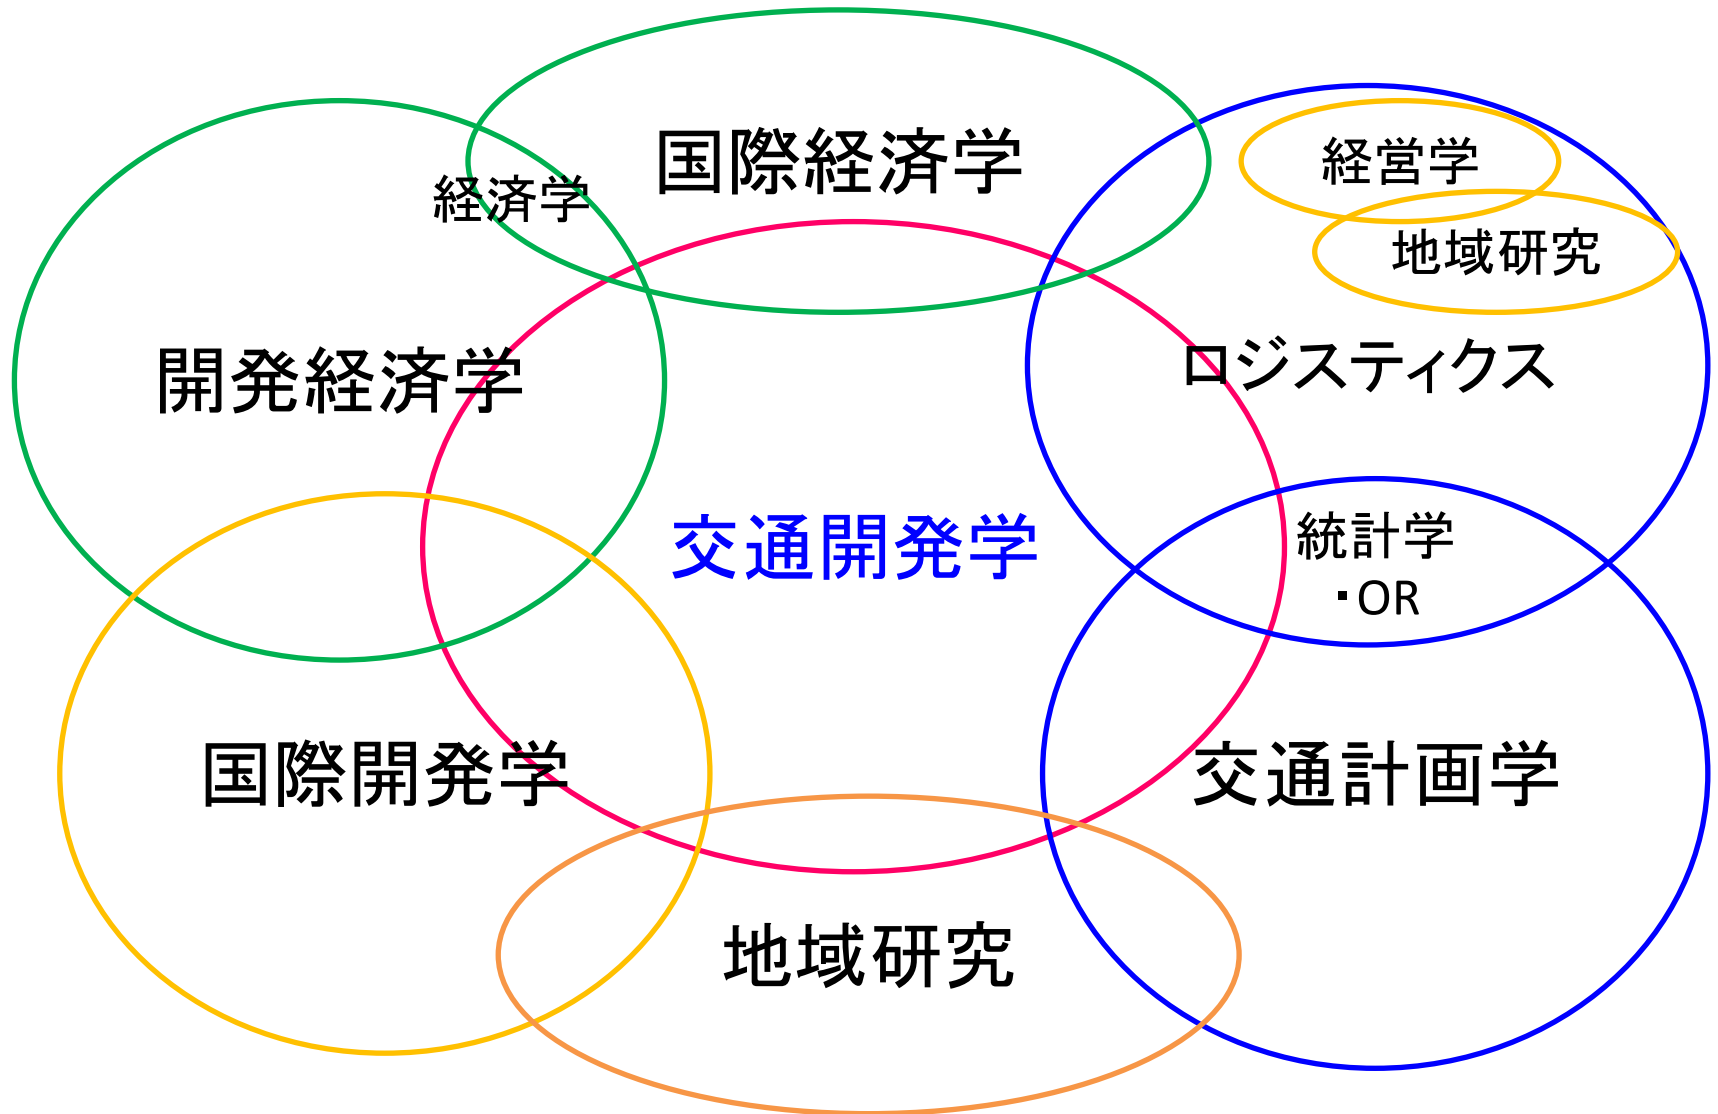 国際経済学
経営学
経済学
地域研究
開発経済学
ロジスティクス
交通開発学
統計学
・OR
国際開発学
交通計画学
地域研究